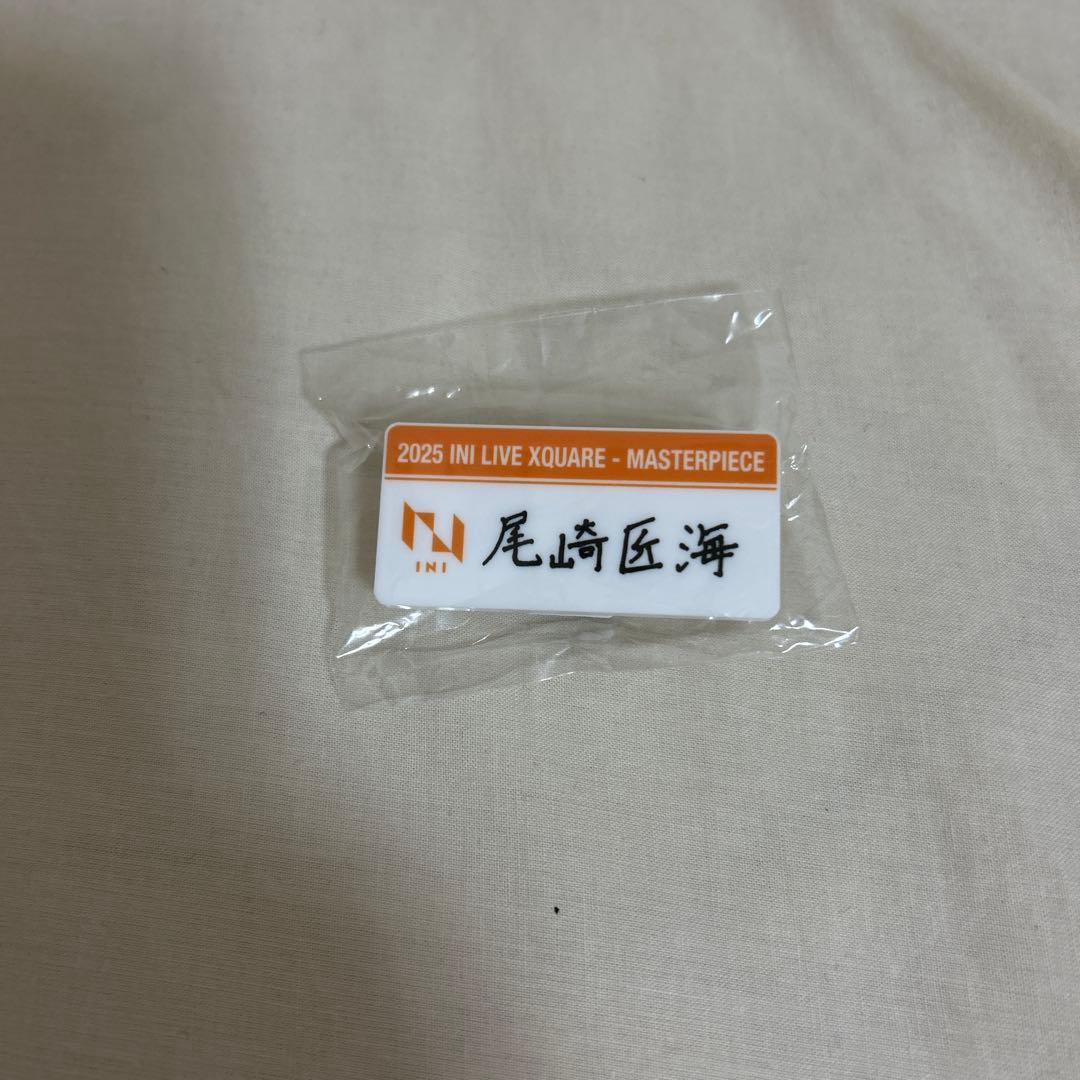 2025 INI LIVE XQUARE - MASTERPIECE
INI
尾崎匠海